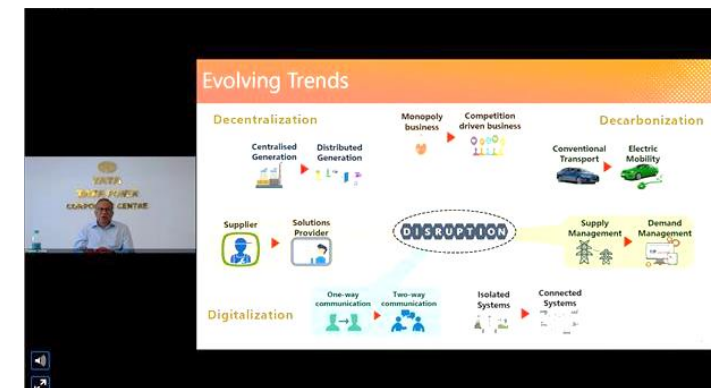 Evolving Trends
Decentralization
Monopoly
business
Competition
driven business
Decarbonization
Centralised
Generation
Distributed
Generation
Conventional
Transport
Electric
Mobility
TATA
TATA POWER
CORPORATE CENTRE
Supplier
Solutions
Provider
DISRUPTION
Supply
Management
Demand
Management
Digitalization
One-way
communication
Two-way
communication
Isolated
Systems
Connected
Systems